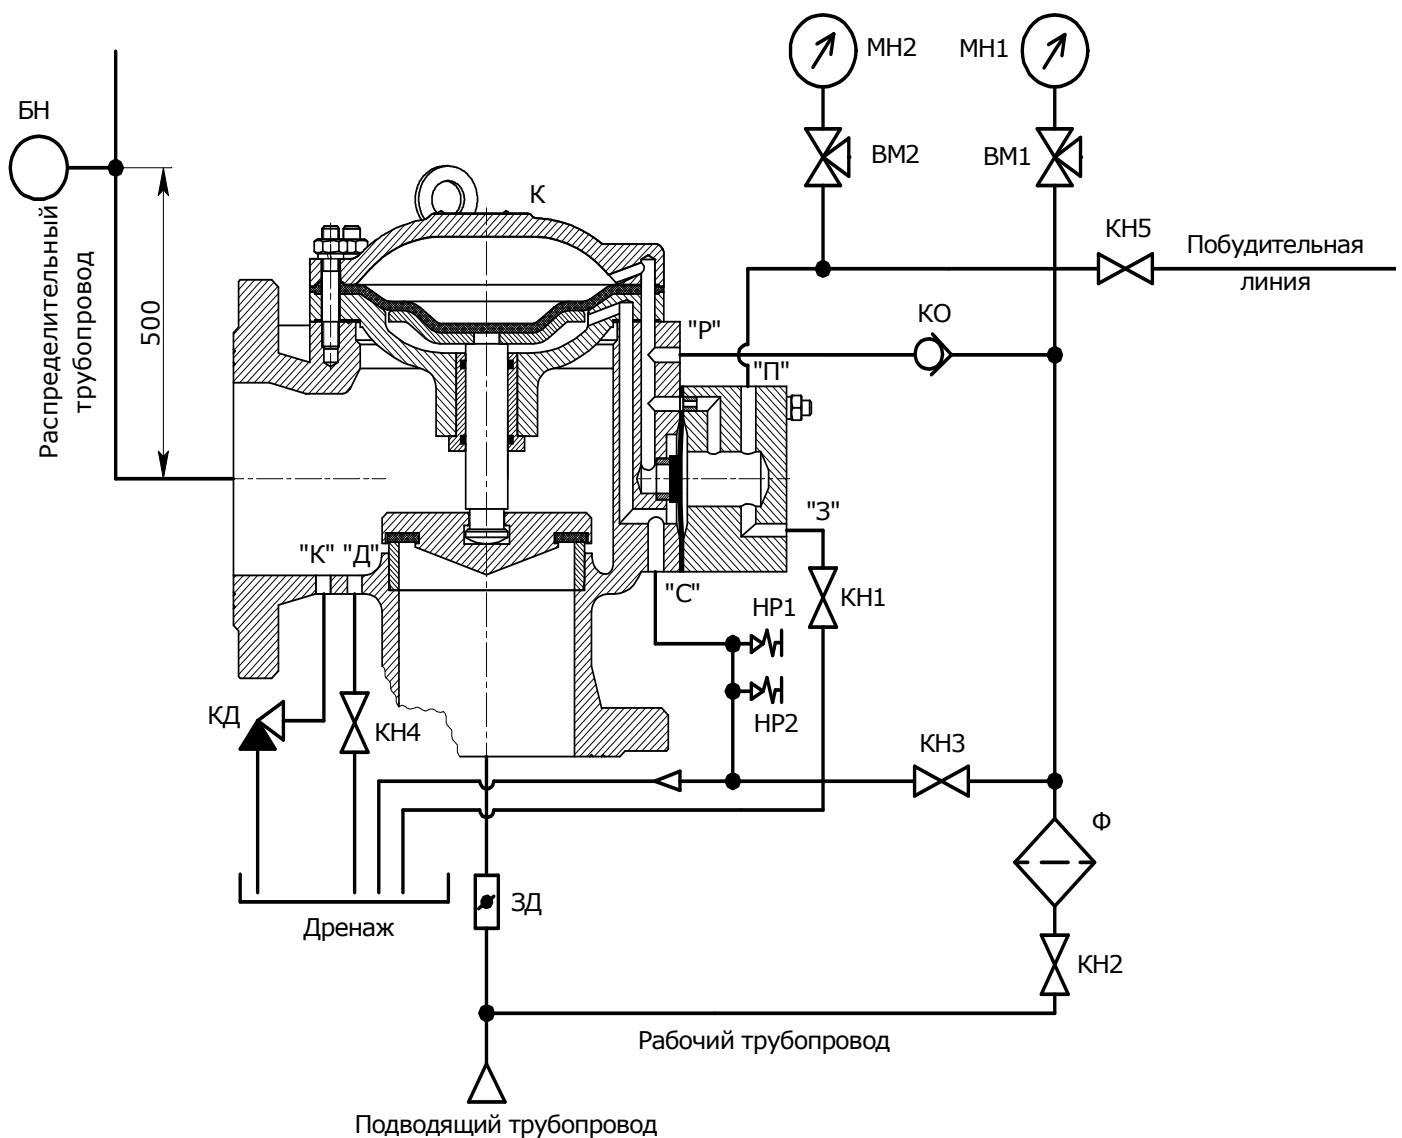 МН2
МН1
БН
ВМ2
ВМ1
К
КН5
Побудительная
линия
Распределительный
трубопровод
500
"Р"
КО
"П"
"З"
"К"
"Д"
"С"
НР1
КН1
НР2
КД
КН4
КН3
Ф
ЗД
Дренаж
КН2
Рабочий трубопровод
Подводящий трубопровод